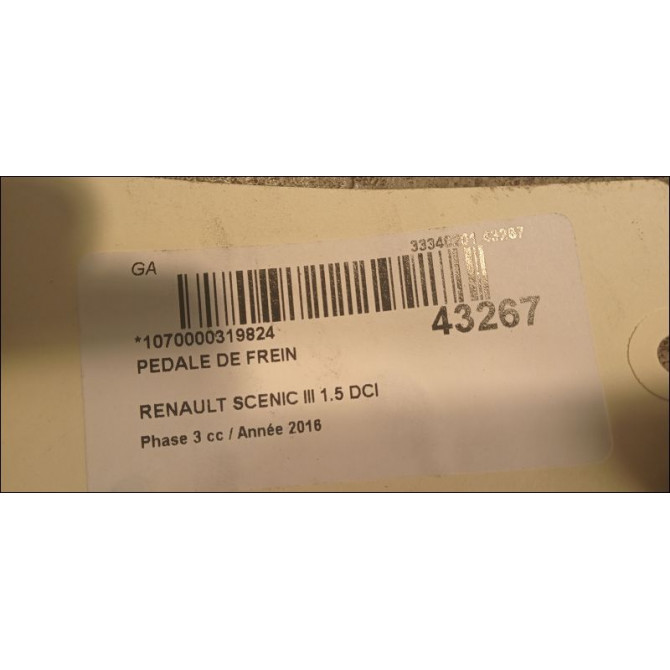 GA
43267
43267
*1070000319824
PEDALE DE FREIN
RENAULT SCENIC III 1.5 DCI
Phase 3 cc / Année 2016